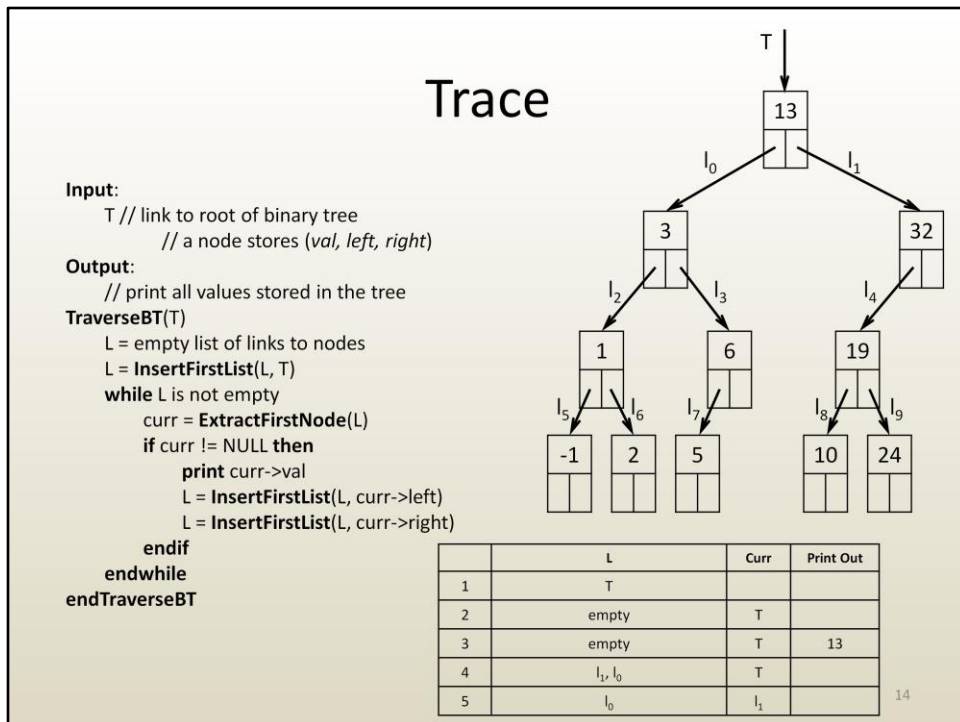 Trace
Input:
T // link to root of binary tree
// a node stores (val, left, right)
Output:
// print all values stored in the tree
TraverseBT(T)
L = empty list of links to nodes
L = InsertFirstList(L, T)
while L is not empty
curr = ExtractFirstNode(L)
if curr != NULL then
print curr->val
L = InsertFirstList(L, curr->left)
L = InsertFirstList(L, curr->right)
endif
endwhile
endTraverseBT
T
13
l₀ l₁
3 32
l₂ l₃ l₄
1 6 19
l₅ l₆ l₇ l₈ l₉
-1 2 5 10 24
L Curr Print Out
1 T
2 empty T
3 empty T 13
4 l₁, l₀ T
5 l₀ l₁
14